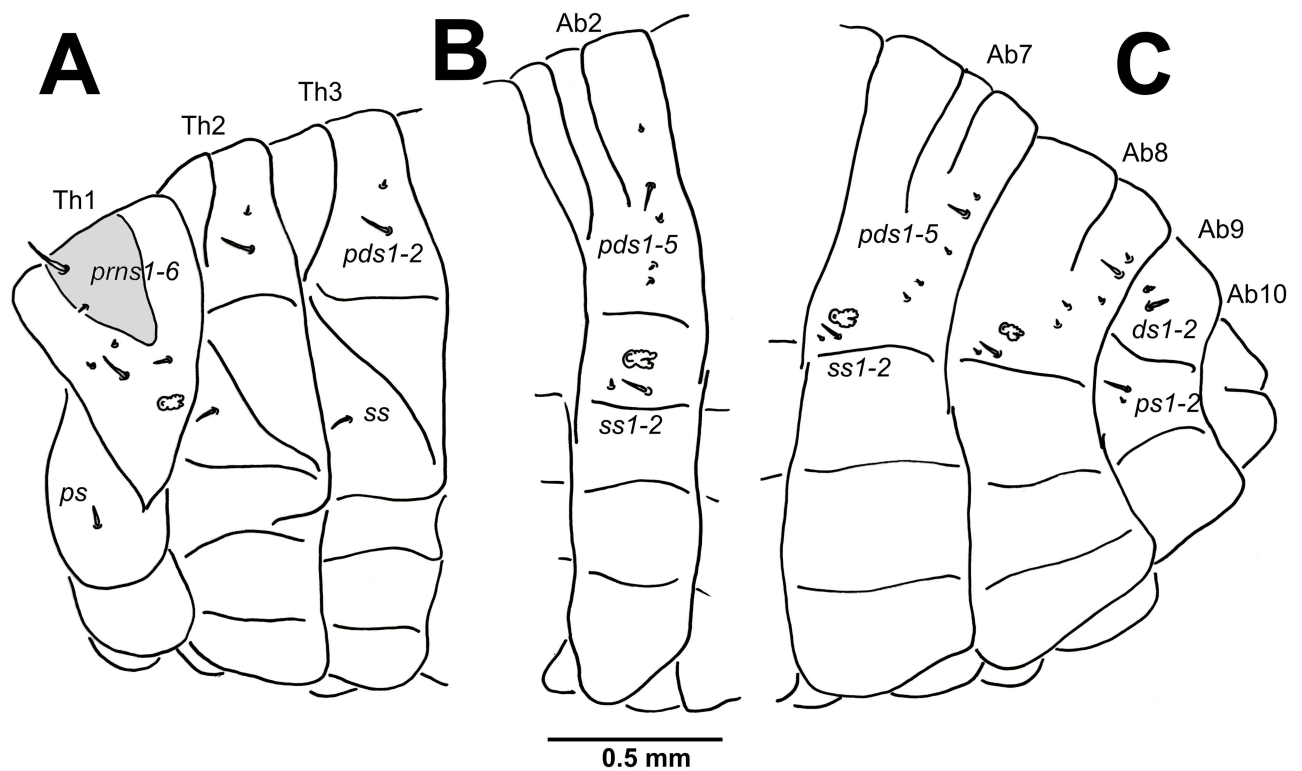 A
Th1
Th2
Th3
prns1-6
pds1-2
ss
ps
B
Ab2
pds1-5
ss1-2
C
Ab7
Ab8
Ab9
Ab10
pds1-5
ss1-2
ds1-2
ps1-2
0.5 mm